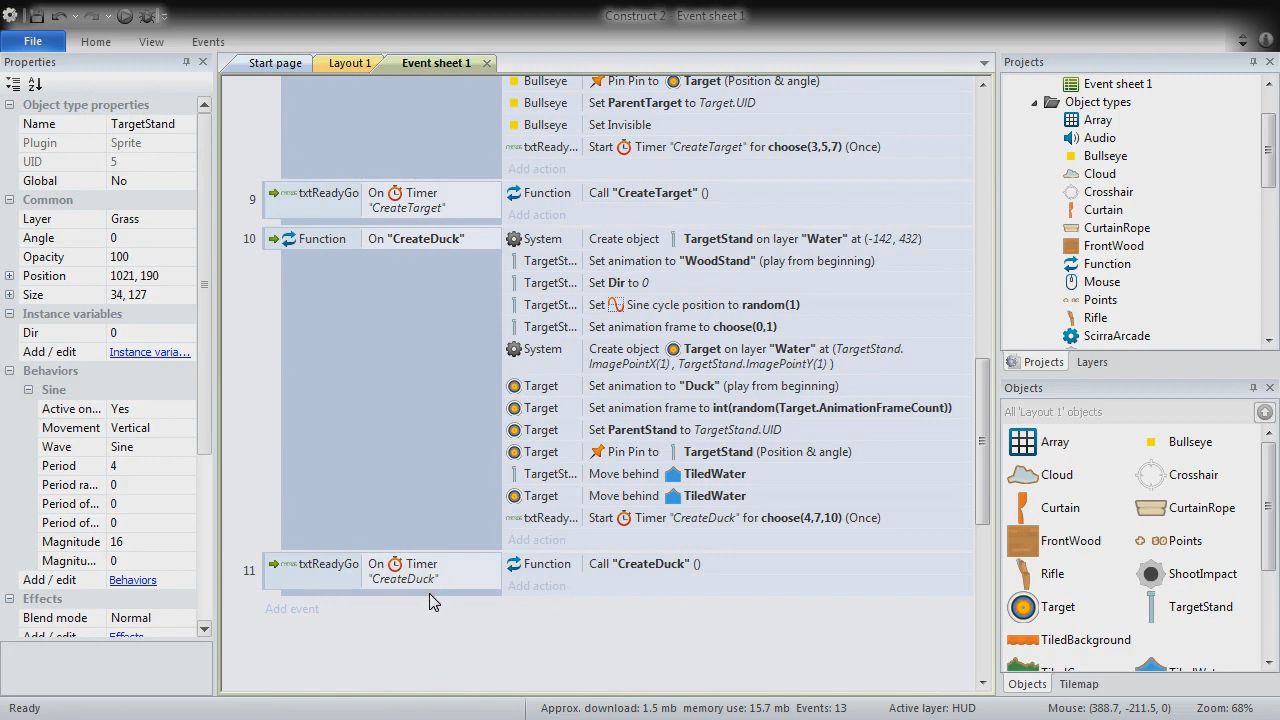 Construct 2 - Event sheet 1
File
Home
View
Events
Properties
Object type properties
Name TargetStand
Plugin Sprite
UID 5
Global No
Common
Layer Grass
Angle 0
Opacity 100
Position 1021, 190
Size 34, 127
Instance variables
Dir 0
Add / edit Instance varia...
Behaviors
Sine
Active on... Yes
Movement Vertical
Wave Sine
Period 4
Period ra... 0
Period of... 0
Period of... 0
Magnitude 16
Magnitu... 0
Add / edit Behaviors
Effects
Blend mode Normal
Add / edit Effects
Start page
Layout 1
Event sheet 1
Bullseye Pin Pin to Target (Position & angle)
Bullseye Set ParentTarget to Target.UID
Bullseye Set Invisible
txtReady... Start Timer "CreateTarget" for choose(3,5,7) (Once)
Add action
9 txtReadyGo On Timer
"CreateTarget"
Function Call "CreateTarget" ()
Add action
10 Function On "CreateDuck"
System Create object TargetStand on layer "Water" at (-142, 432)
TargetSt... Set animation to "WoodStand" (play from beginning)
TargetSt... Set Dir to 0
TargetSt... Set Sine cycle position to random(1)
TargetSt... Set animation frame to choose(0,1)
System Create object Target on layer "Water" at (TargetStand.
ImagePointX(1) , TargetStand.ImagePointY(1) )
Target Set animation to "Duck" (play from beginning)
Target Set animation frame to int(random(Target.AnimationFrameCount))
Target Set ParentStand to TargetStand.UID
Target Pin Pin to TargetStand (Position & angle)
TargetSt... Move behind TiledWater
Target Move behind TiledWater
txtReady... Start Timer "CreateDuck" for choose(4,7,10) (Once)
Add action
11 txtReadyGo On Timer
"CreateDuck"
Function Call "CreateDuck" ()
Add action
Add event
Projects
Event sheet 1
Object types
Array
Audio
Bullseye
Cloud
Crosshair
Curtain
CurtainRope
FrontWood
Function
Mouse
Points
Rifle
ScirraArcade
Projects
Layers
Objects
All 'Layout 1' objects
Array Bullseye
Cloud Crosshair
Curtain CurtainRope
FrontWood Points
Rifle ShootImpact
Target TargetStand
TiledBackground
Objects
Tilemap
Ready
Approx. download: 1.5 mb memory use: 15.7 mb Events: 13
Active layer: HUD
Mouse: (388.7, -211.5, 0)
Zoom: 68%